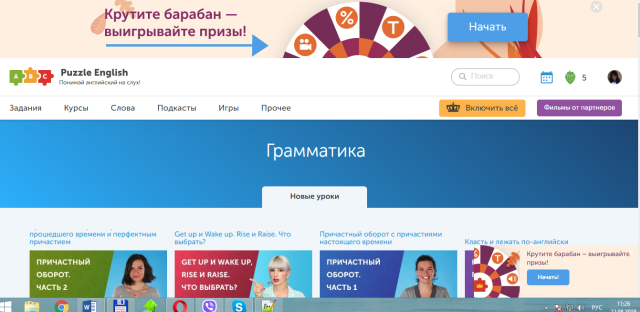 Крутите барабан —
выигрывайте призы!
Начать
Puzzle English
Понимай английский на слух!
Поиск
5
Задания Курсы Слова Подкасты Игры Прочее
Включить всё
Фильмы от партнеров
Грамматика
Новые уроки
прошедшего времени и перфектным
причастием
Get up и Wake up. Rise и Raise. Что
выбрать?
Причастный оборот с причастиями
настоящего времени
Класть и лежать по-английски
ПРИЧАСТНЫЙ
ОБОРОТ.
ЧАСТЬ 2
GET UP И WAKE UP,
RISE И RAISE.
ЧТО ВЫБРАТЬ?
ПРИЧАСТНЫЙ
ОБОРОТ.
ЧАСТЬ 1
Крутите барабан – выигрывайте
призы!
Начать!
РУС
11:26